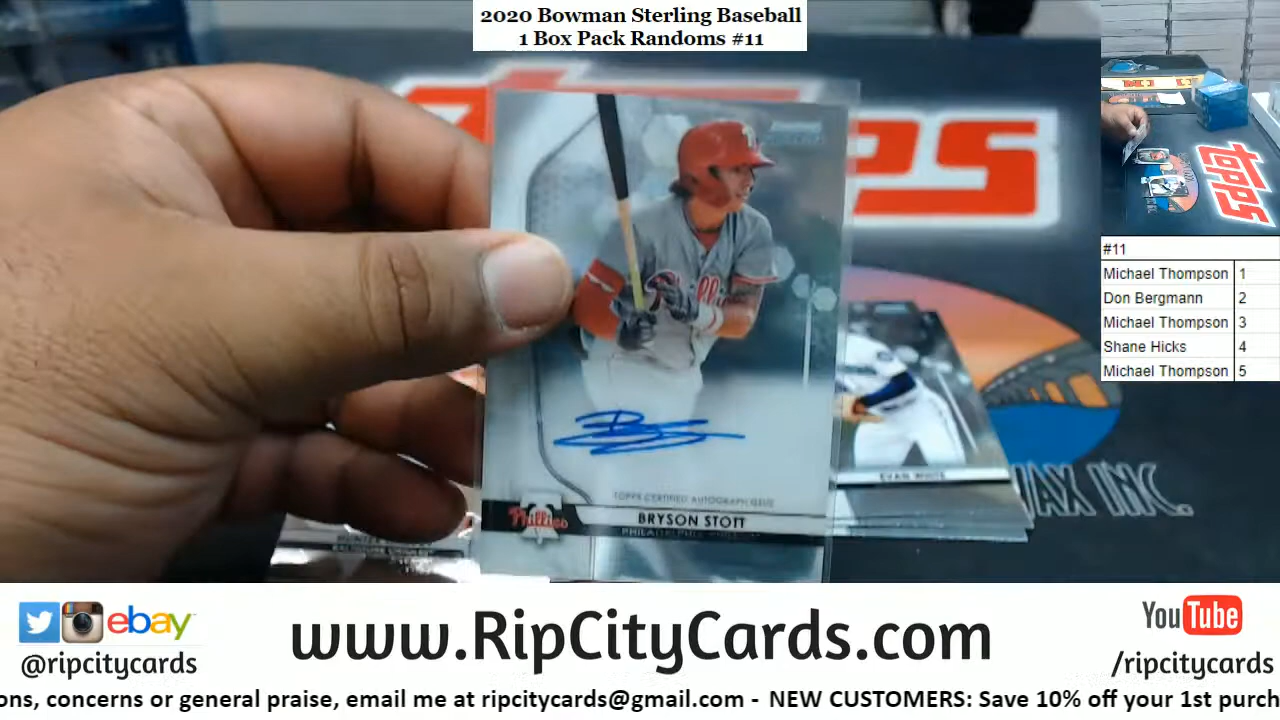 2020 Bowman Sterling Baseball
1 Box Pack Randoms #11
TOPPS CERTIFIED AUTOGRAPH ISSUE
Phillies
BRYSON STOTT
EVAN WHITE
topps
#11
Michael Thompson 1
Don Bergmann 2
Michael Thompson 3
Shane Hicks 4
Michael Thompson 5
ebay
@ripcitycards
www.RipCityCards.com
YouTube
/ripcitycards
ons, concerns or general praise, email me at ripcitycards@gmail.com - NEW CUSTOMERS: Save 10% off your 1st purch